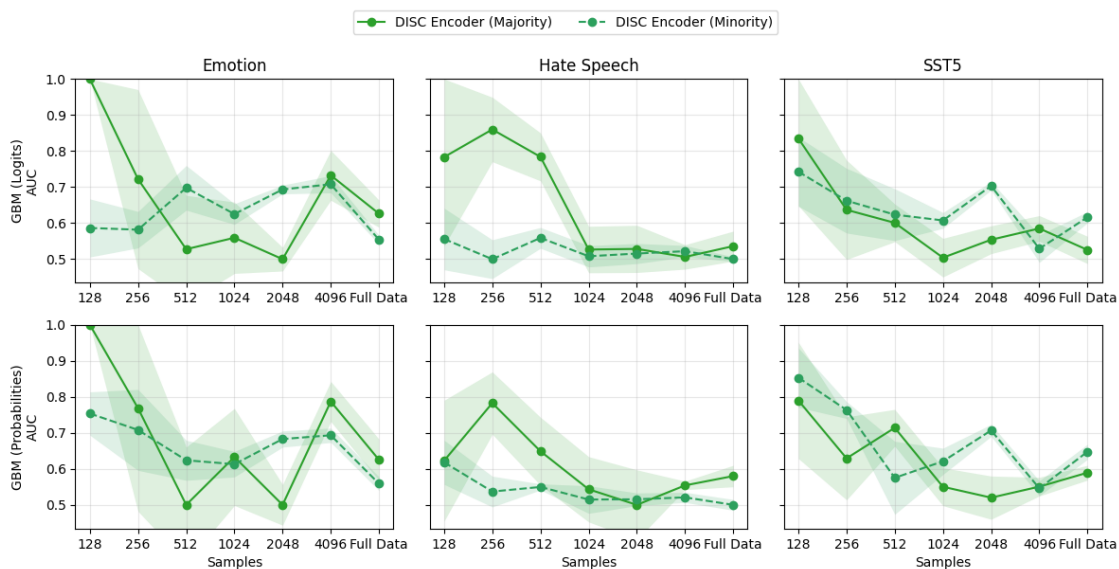 DISC Encoder (Majority) DISC Encoder (Minority)
Emotion Hate Speech SST5
GBM (Logits)
AUC
1.0
0.9
0.8
0.7
0.6
0.5
128 256 512 1024 2048 4096 Full Data
128 256 512 1024 2048 4096 Full Data
128 256 512 1024 2048 4096 Full Data
GBM (Probabilities)
AUC
1.0
0.9
0.8
0.7
0.6
0.5
128 256 512 1024 2048 4096 Full Data
128 256 512 1024 2048 4096 Full Data
128 256 512 1024 2048 4096 Full Data
Samples Samples Samples